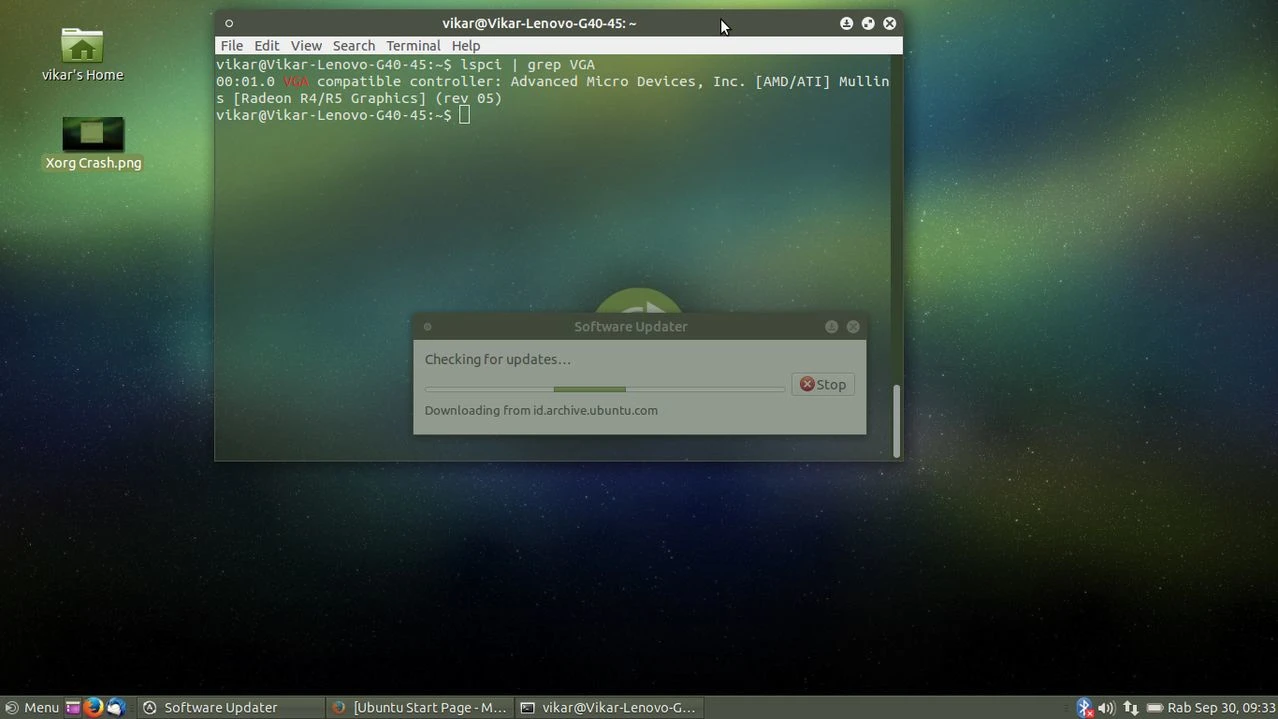 vikar@Vikar-Lenovo-G40-45: ~
File Edit View Search Terminal Help
vikar@Vikar-Lenovo-G40-45:~$ lspci | grep VGA
00:01.0 VGA compatible controller: Advanced Micro Devices, Inc. [AMD/ATI] Mullin
s [Radeon R4/R5 Graphics] (rev 05)
vikar@Vikar-Lenovo-G40-45:~$
vikar's Home
Xorg Crash.png
Software Updater
Checking for updates...
Stop
Downloading from id.archive.ubuntu.com
Menu Software Updater [Ubuntu Start Page - M... vikar@Vikar-Lenovo-G... Rab Sep 30, 09:33